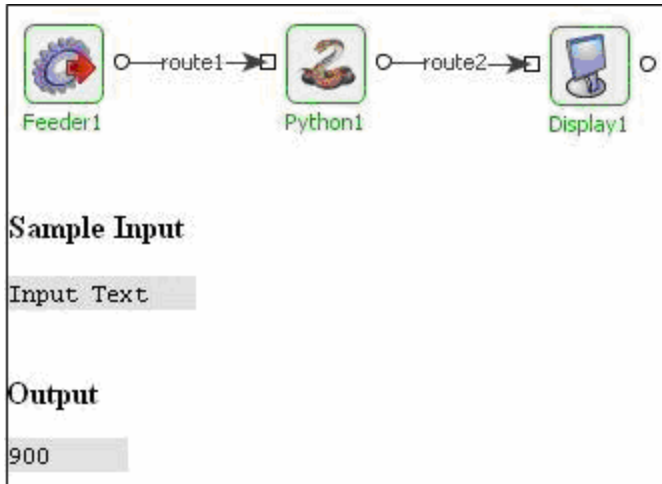 route1 route2
Feeder1 Python1 Display1
Sample Input
Input Text
Output
900